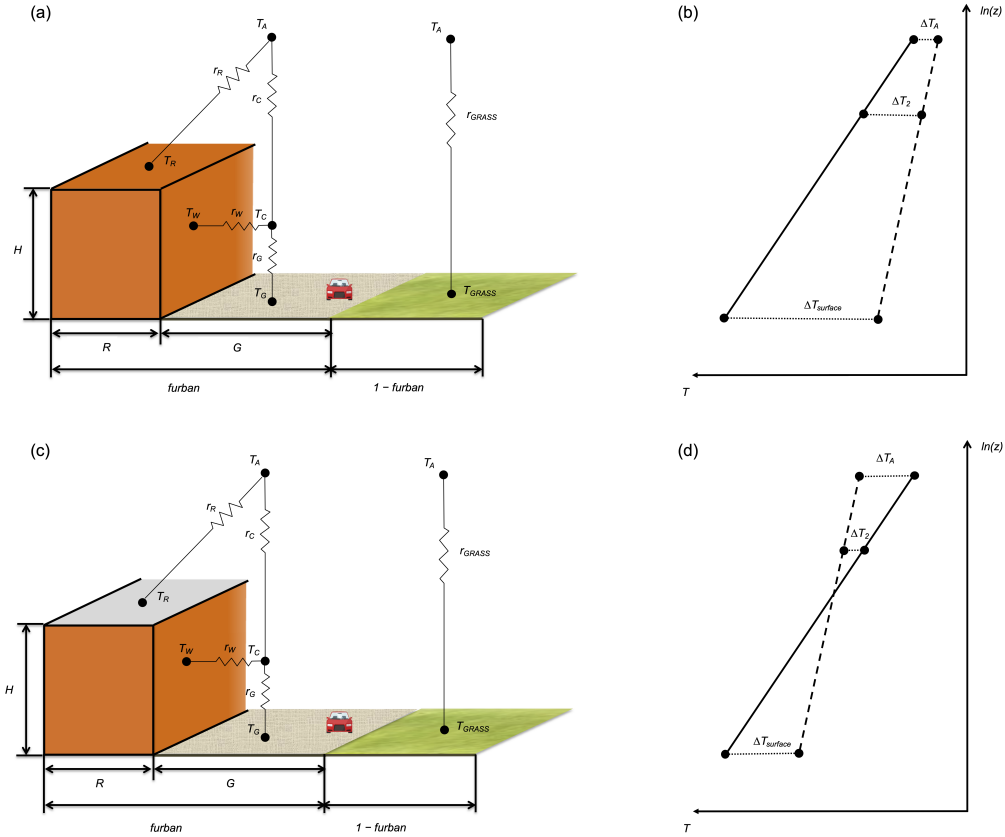 (a)
T_A
T_A
r_R
r_C
r_GRASS
T_R
T_W
r_W
T_C
r_G
H
T_G
T_GRASS
R
G
furban
1 – furban
(b)
ln(z)
ΔT_A
ΔT_2
ΔT_surface
T
(c)
T_A
T_A
r_R
r_C
r_GRASS
T_R
T_W
r_W
T_C
r_G
H
T_G
T_GRASS
R
G
furban
1 – furban
(d)
ln(z)
ΔT_A
ΔT_2
ΔT_surface
T